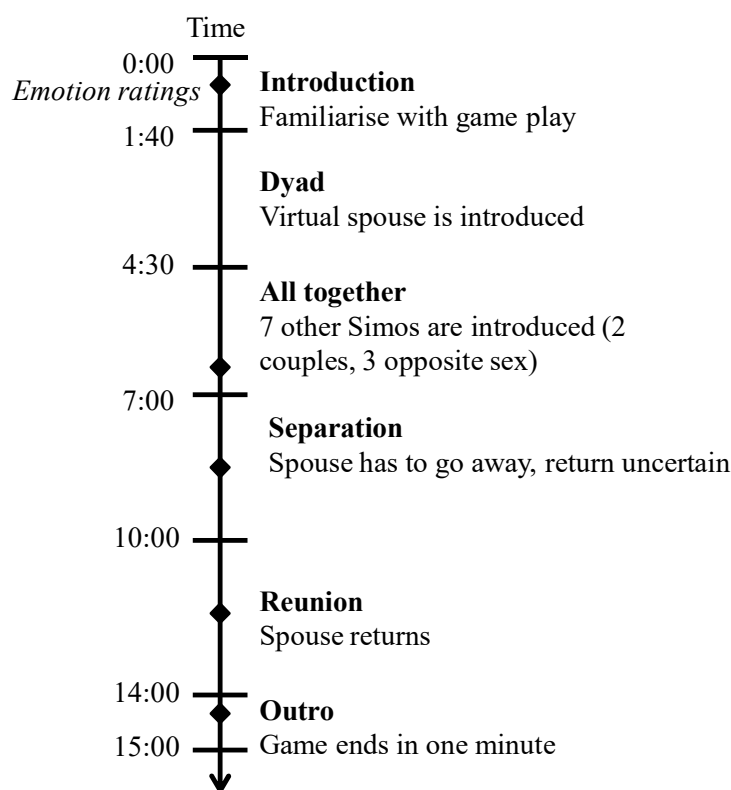 Time
0:00
Emotion ratings
Introduction
Familiarise with game play
1:40
Dyad
Virtual spouse is introduced
4:30
All together
7 other Simos are introduced (2
couples, 3 opposite sex)
7:00
Separation
Spouse has to go away, return uncertain
10:00
Reunion
Spouse returns
14:00
Outro
15:00
Game ends in one minute